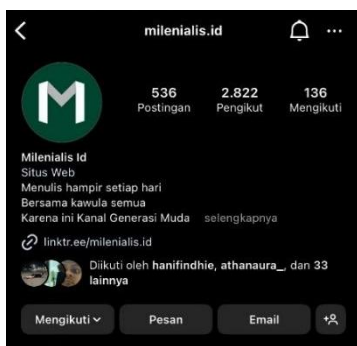 milenialis.id
M
536 2.822 136
Postingan Pengikut Mengikuti
Milenialis Id
Situs Web
Menulis hampir setiap hari
Bersama kawula semua
Karena ini Kanal Generasi Muda selengkapnya
linktr.ee/milenialis.id
Diikuti oleh hanifindhie, athanaura_, dan 33
lainnya
Mengikuti Pesan Email